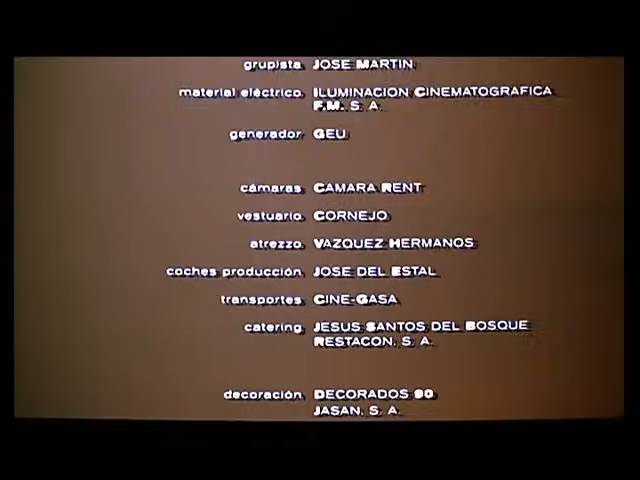 grupista JOSE MARTIN
material eléctrico ILUMINACION CINEMATOGRAFICA
F.M. S. A.
generador GEU
cámaras CAMARA RENT
vestuario CORNEJO
atrezzo VAZQUEZ HERMANOS
coches producción JOSE DEL ESTAL
transportes CINE-GASA
catering JESUS SANTOS DEL BOSQUE
RESTACON, S. A.
decoración DECORADOS 90
JASAN, S. A.